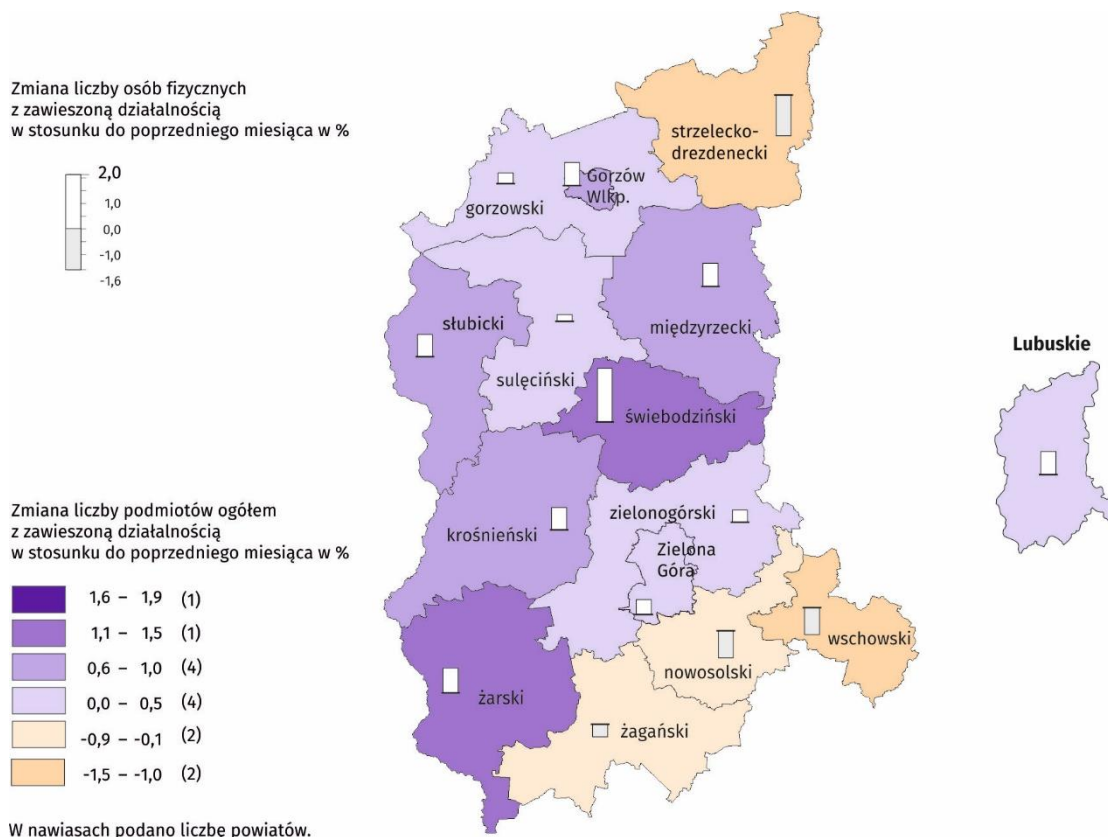 Zmiana liczby osób fizycznych
z zawieszoną działalnością
w stosunku do poprzedniego miesiąca w %
2,0
1,0
0,0
-1,0
-1,6
strzelecko-
drezdenecki
Gorzów
Wlkp.
gorzowski
słubicki
międzyrzecki
sulęciński
świebodziński
Lubuskie
krośnieński
zielonogórski
Zielona
Góra
wschowski
nowosolski
żarski
żagański
Zmiana liczby podmiotów ogółem
z zawieszoną działalnością
w stosunku do poprzedniego miesiąca w %
1,6 – 1,9 (1)
1,1 – 1,5 (1)
0,6 – 1,0 (4)
0,0 – 0,5 (4)
-0,9 – -0,1 (2)
-1,5 – -1,0 (2)
W nawiasach podano liczbę powiatów.